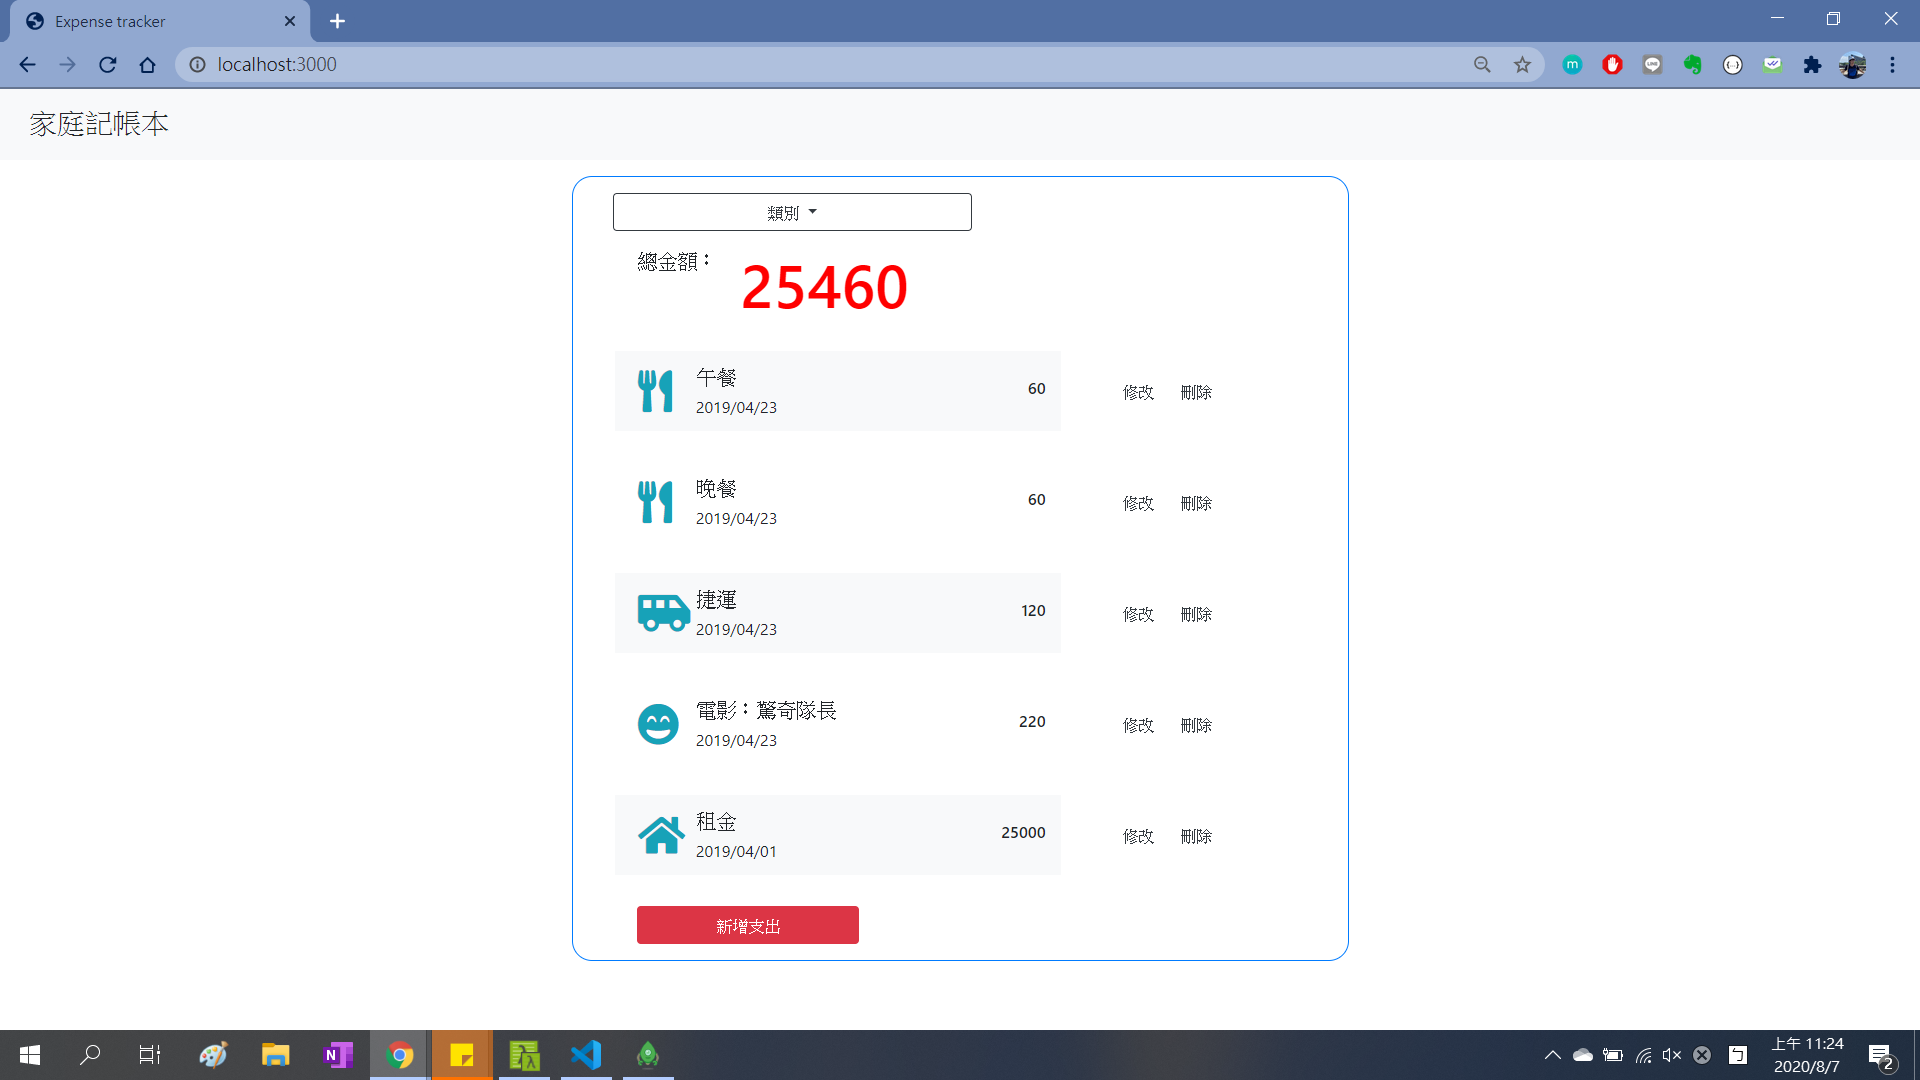 Expense tracker
localhost:3000
家庭記帳本
類別
總金額：
25460
午餐
2019/04/23
60
修改 刪除
晚餐
2019/04/23
60
修改 刪除
捷運
2019/04/23
120
修改 刪除
電影：驚奇隊長
2019/04/23
220
修改 刪除
租金
2019/04/01
25000
修改 刪除
新增支出
上午 11:24
2020/8/7
2